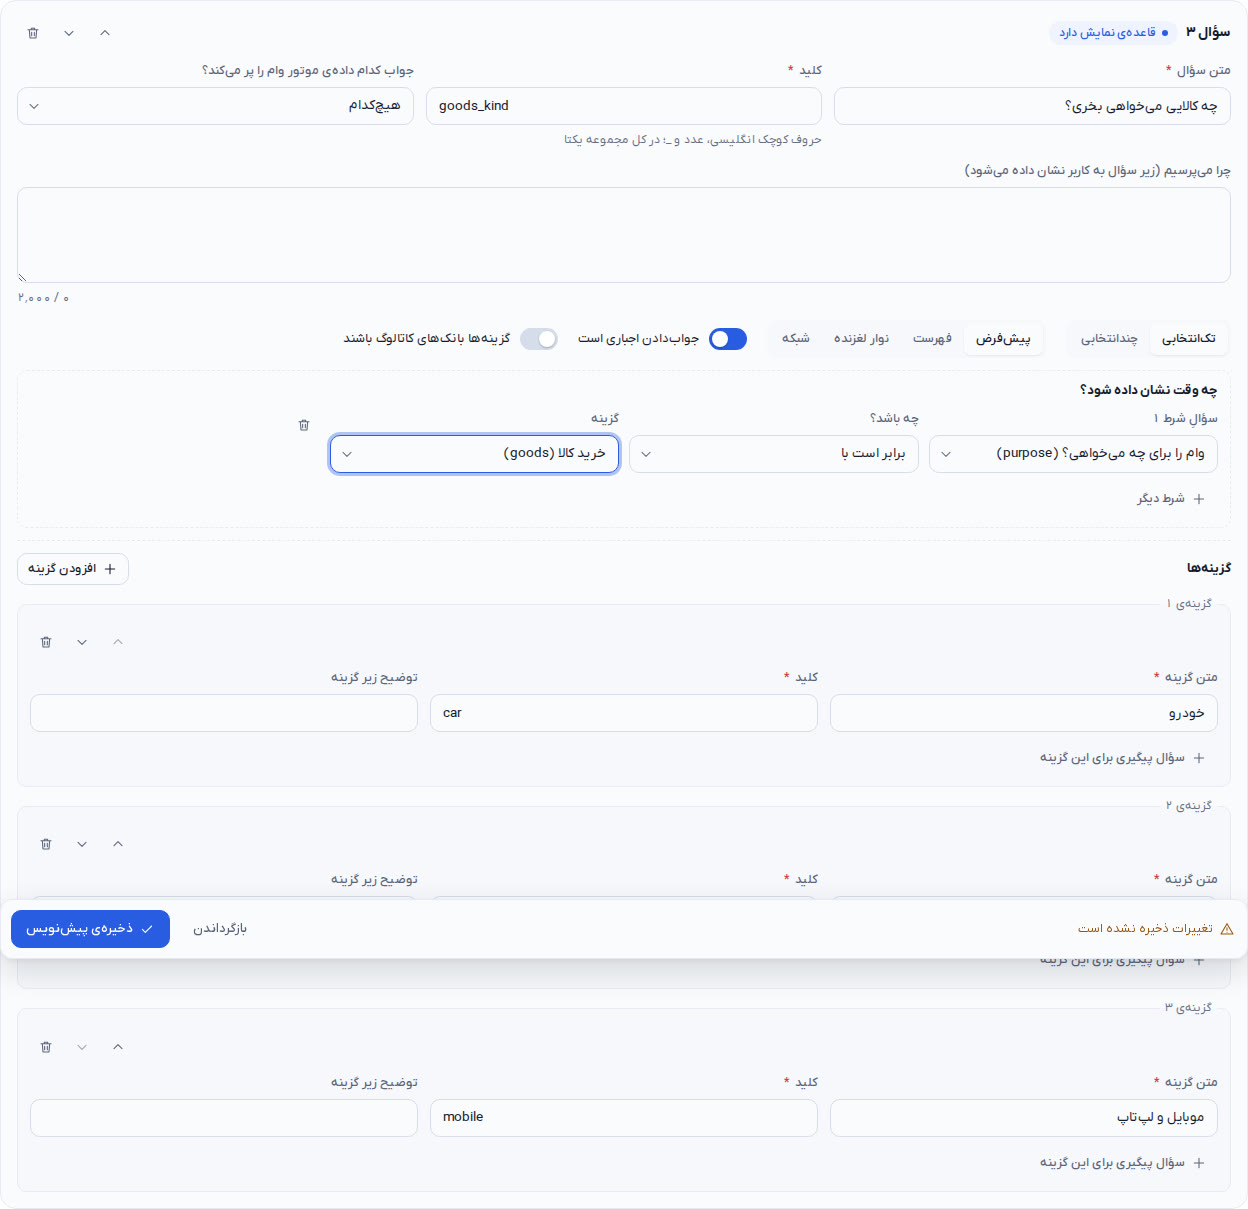 سؤال ۳ قاعده‌ی نمایش دارد
متن سؤال * کلید * جواب کدام داده‌ی موتور وام را پر می‌کند؟
چه کالایی می‌خواهی بخری؟ goods_kind هیچ‌کدام
حروف کوچک انگلیسی، عدد و _؛ در کل مجموعه یکتا
چرا می‌پرسیم (زیر سؤال به کاربر نشان داده می‌شود)
۰ / ۲٬۰۰۰
تک‌انتخابی چندانتخابی پیش‌فرض فهرست نوار لغزنده شبکه جواب‌دادن اجباری است گزینه‌ها بانک‌های کاتالوگ باشند
چه وقت نشان داده شود؟
سؤالِ شرط ۱ چه باشد؟ گزینه
وام را برای چه می‌خواهی؟ (purpose) برابر است با خرید کالا (goods)
شرط دیگر
گزینه‌ها افزودن گزینه
گزینه‌ی ۱
متن گزینه * کلید * توضیح زیر گزینه
خودرو car
سؤال پیگیری برای این گزینه
گزینه‌ی ۲
متن گزینه * کلید * توضیح زیر گزینه
تغییرات ذخیره نشده است بازگرداندن ذخیره‌ی پیش‌نویس
سؤال پیگیری برای این گزینه
گزینه‌ی ۳
متن گزینه * کلید * توضیح زیر گزینه
موبایل و لپ‌تاپ mobile
سؤال پیگیری برای این گزینه